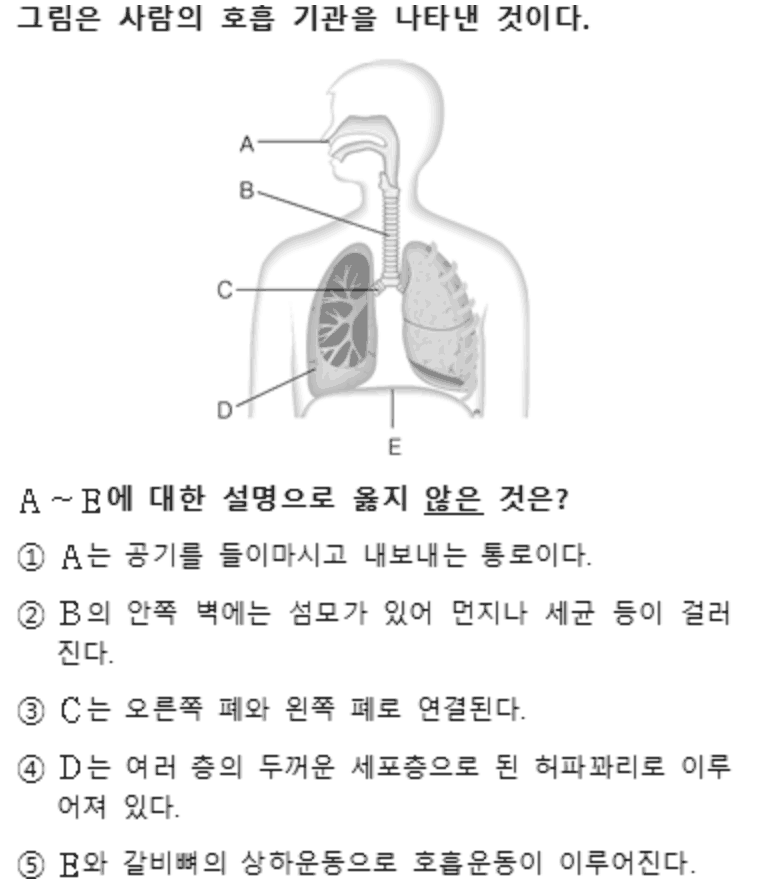 그림은 사람의 호흡 기관을 나타낸 것이다.
A
B
C
D
E
A ~ E에 대한 설명으로 옳지 않은 것은?
① A는 공기를 들이마시고 내보내는 통로이다.
② B의 안쪽 벽에는 섬모가 있어 먼지나 세균 등이 걸러
진다.
③ C는 오른쪽 폐와 왼쪽 폐로 연결된다.
④ D는 여러 층의 두꺼운 세포층으로 된 허파꽈리로 이루
어져 있다.
⑤ E와 갈비뼈의 상하운동으로 호흡운동이 이루어진다.